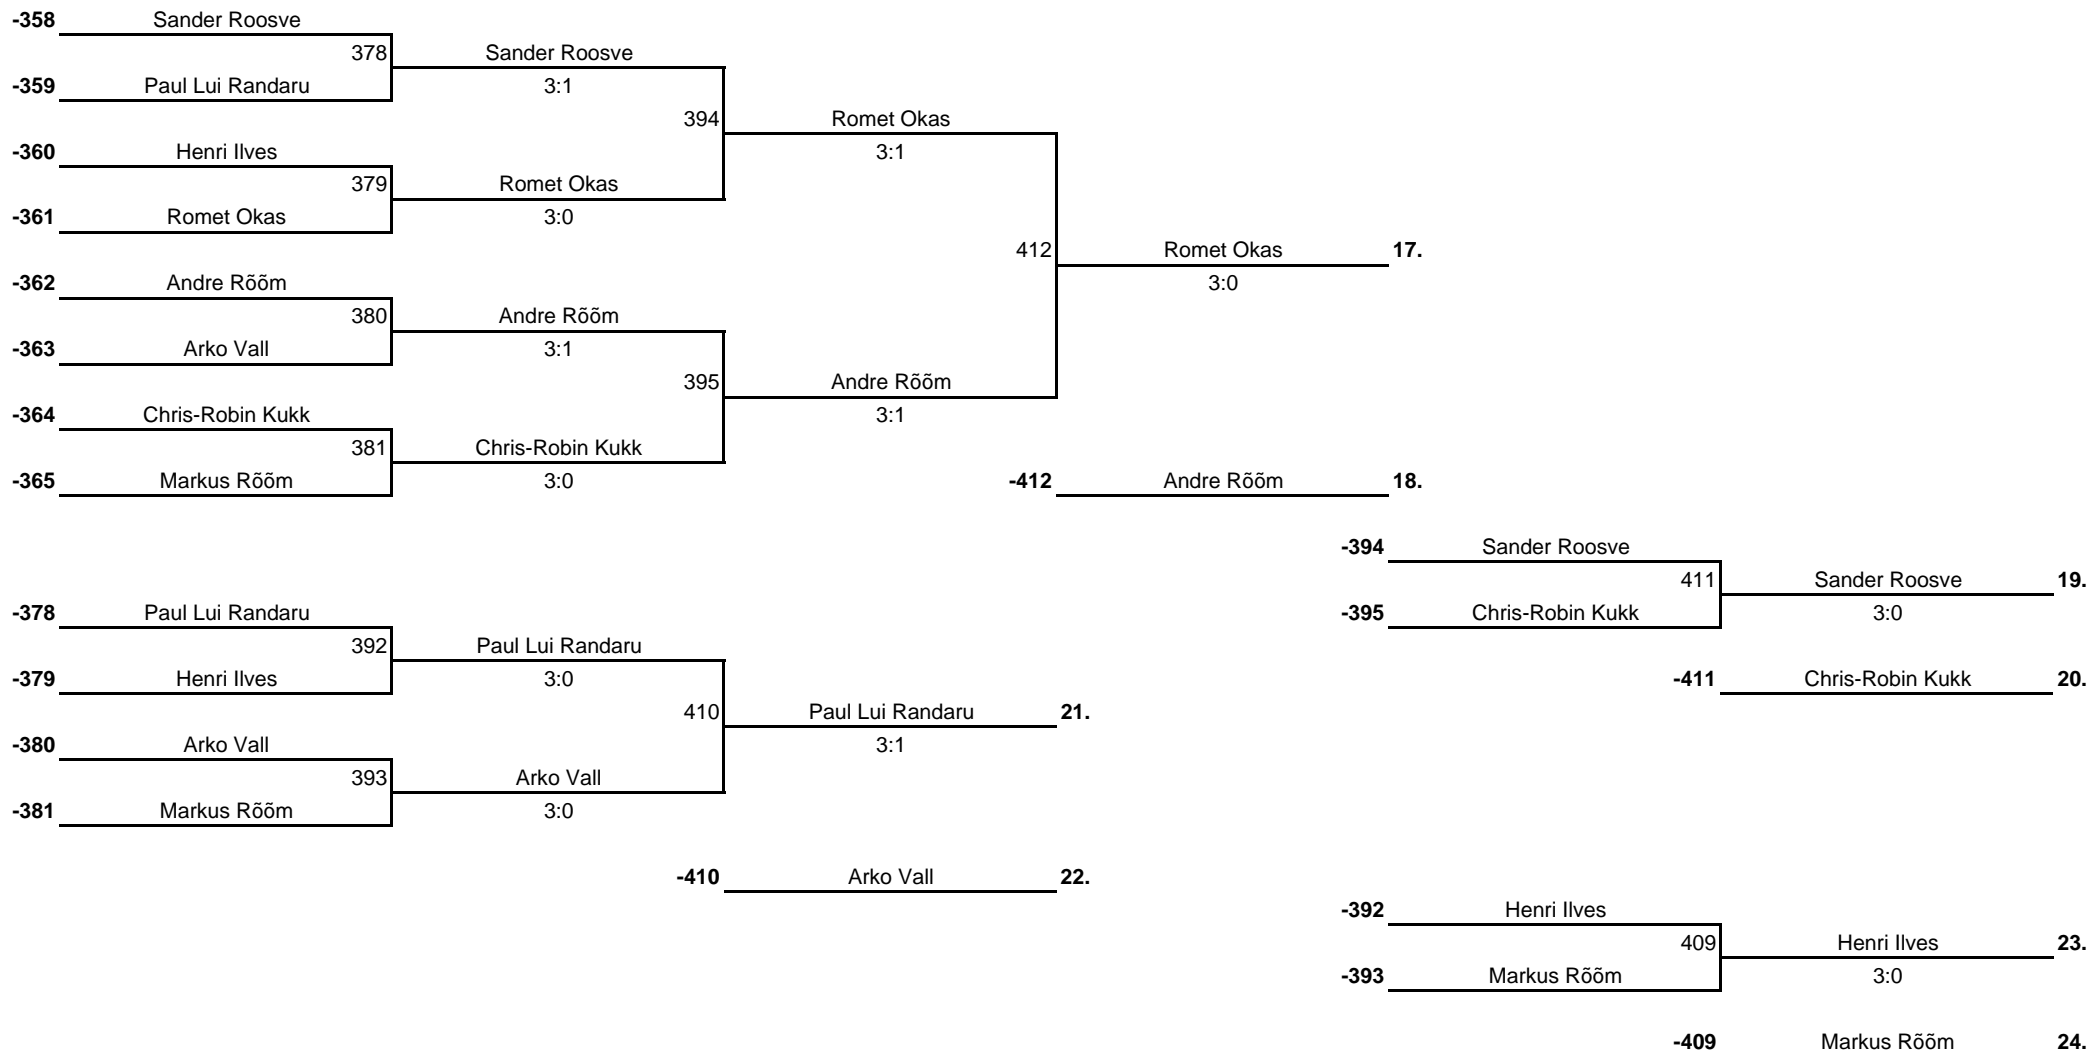 -358 Sander Roosve
378 Sander Roosve
-359 Paul Lui Randaru 3:1
394 Romet Okas
-360 Henri Ilves 3:1
379 Romet Okas
-361 Romet Okas 3:0
412 Romet Okas 17.
-362 Andre Rõõm 3:0
380 Andre Rõõm
-363 Arko Vall 3:1
395 Andre Rõõm
-364 Chris-Robin Kukk 3:1
381 Chris-Robin Kukk
-365 Markus Rõõm 3:0 -412 Andre Rõõm 18.
-394 Sander Roosve
411 Sander Roosve 19.
-378 Paul Lui Randaru -395 Chris-Robin Kukk 3:0
392 Paul Lui Randaru
-379 Henri Ilves 3:0 -411 Chris-Robin Kukk 20.
410 Paul Lui Randaru 21.
-380 Arko Vall 3:1
393 Arko Vall
-381 Markus Rõõm 3:0
-410 Arko Vall 22.
-392 Henri Ilves
409 Henri Ilves 23.
-393 Markus Rõõm 3:0
-409 Markus Rõõm 24.